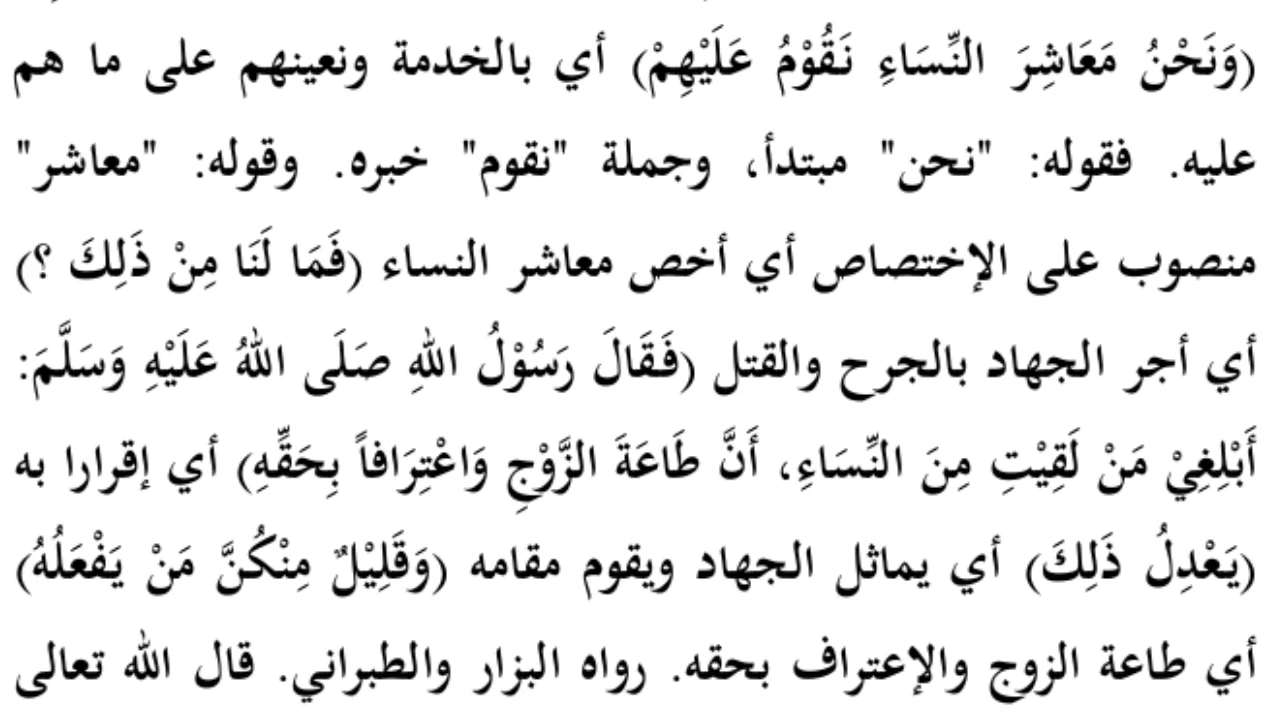 (وَنَحْنُ مَعَاشِرَ النِّسَاءِ نَقُوْمُ عَلَيْهِمْ) أي بالخدمة ونعينهم على ما هم
عليه. فقوله: "نحن" مبتدأ، وجملة "نقوم" خبره. وقوله: "معاشر"
منصوب على الإختصاص أي أخص معاشر النساء (فَمَا لَنَا مِنْ ذَلِكَ ؟)
أي أجر الجهاد بالجرح والقتل (فَقَالَ رَسُوْلُ اللهِ صَلَى اللهُ عَلَيْهِ وَسَلَّمَ:
أَبْلِغِيْ مَنْ لَقِيْتِ مِنَ النِّسَاءِ، أَنَّ طَاعَةَ الزَّوْجِ وَاعْتِرَافاً بِحَقِّهِ) أي إقرارا به
(يَعْدِلُ ذَلِكَ) أي يماثل الجهاد ويقوم مقامه (وَقَلِيْلٌ مِنْكُنَّ مَنْ يَفْعَلُهُ)
أي طاعة الزوج والإعتراف بحقه. رواه البزار والطبراني. قال الله تعالى